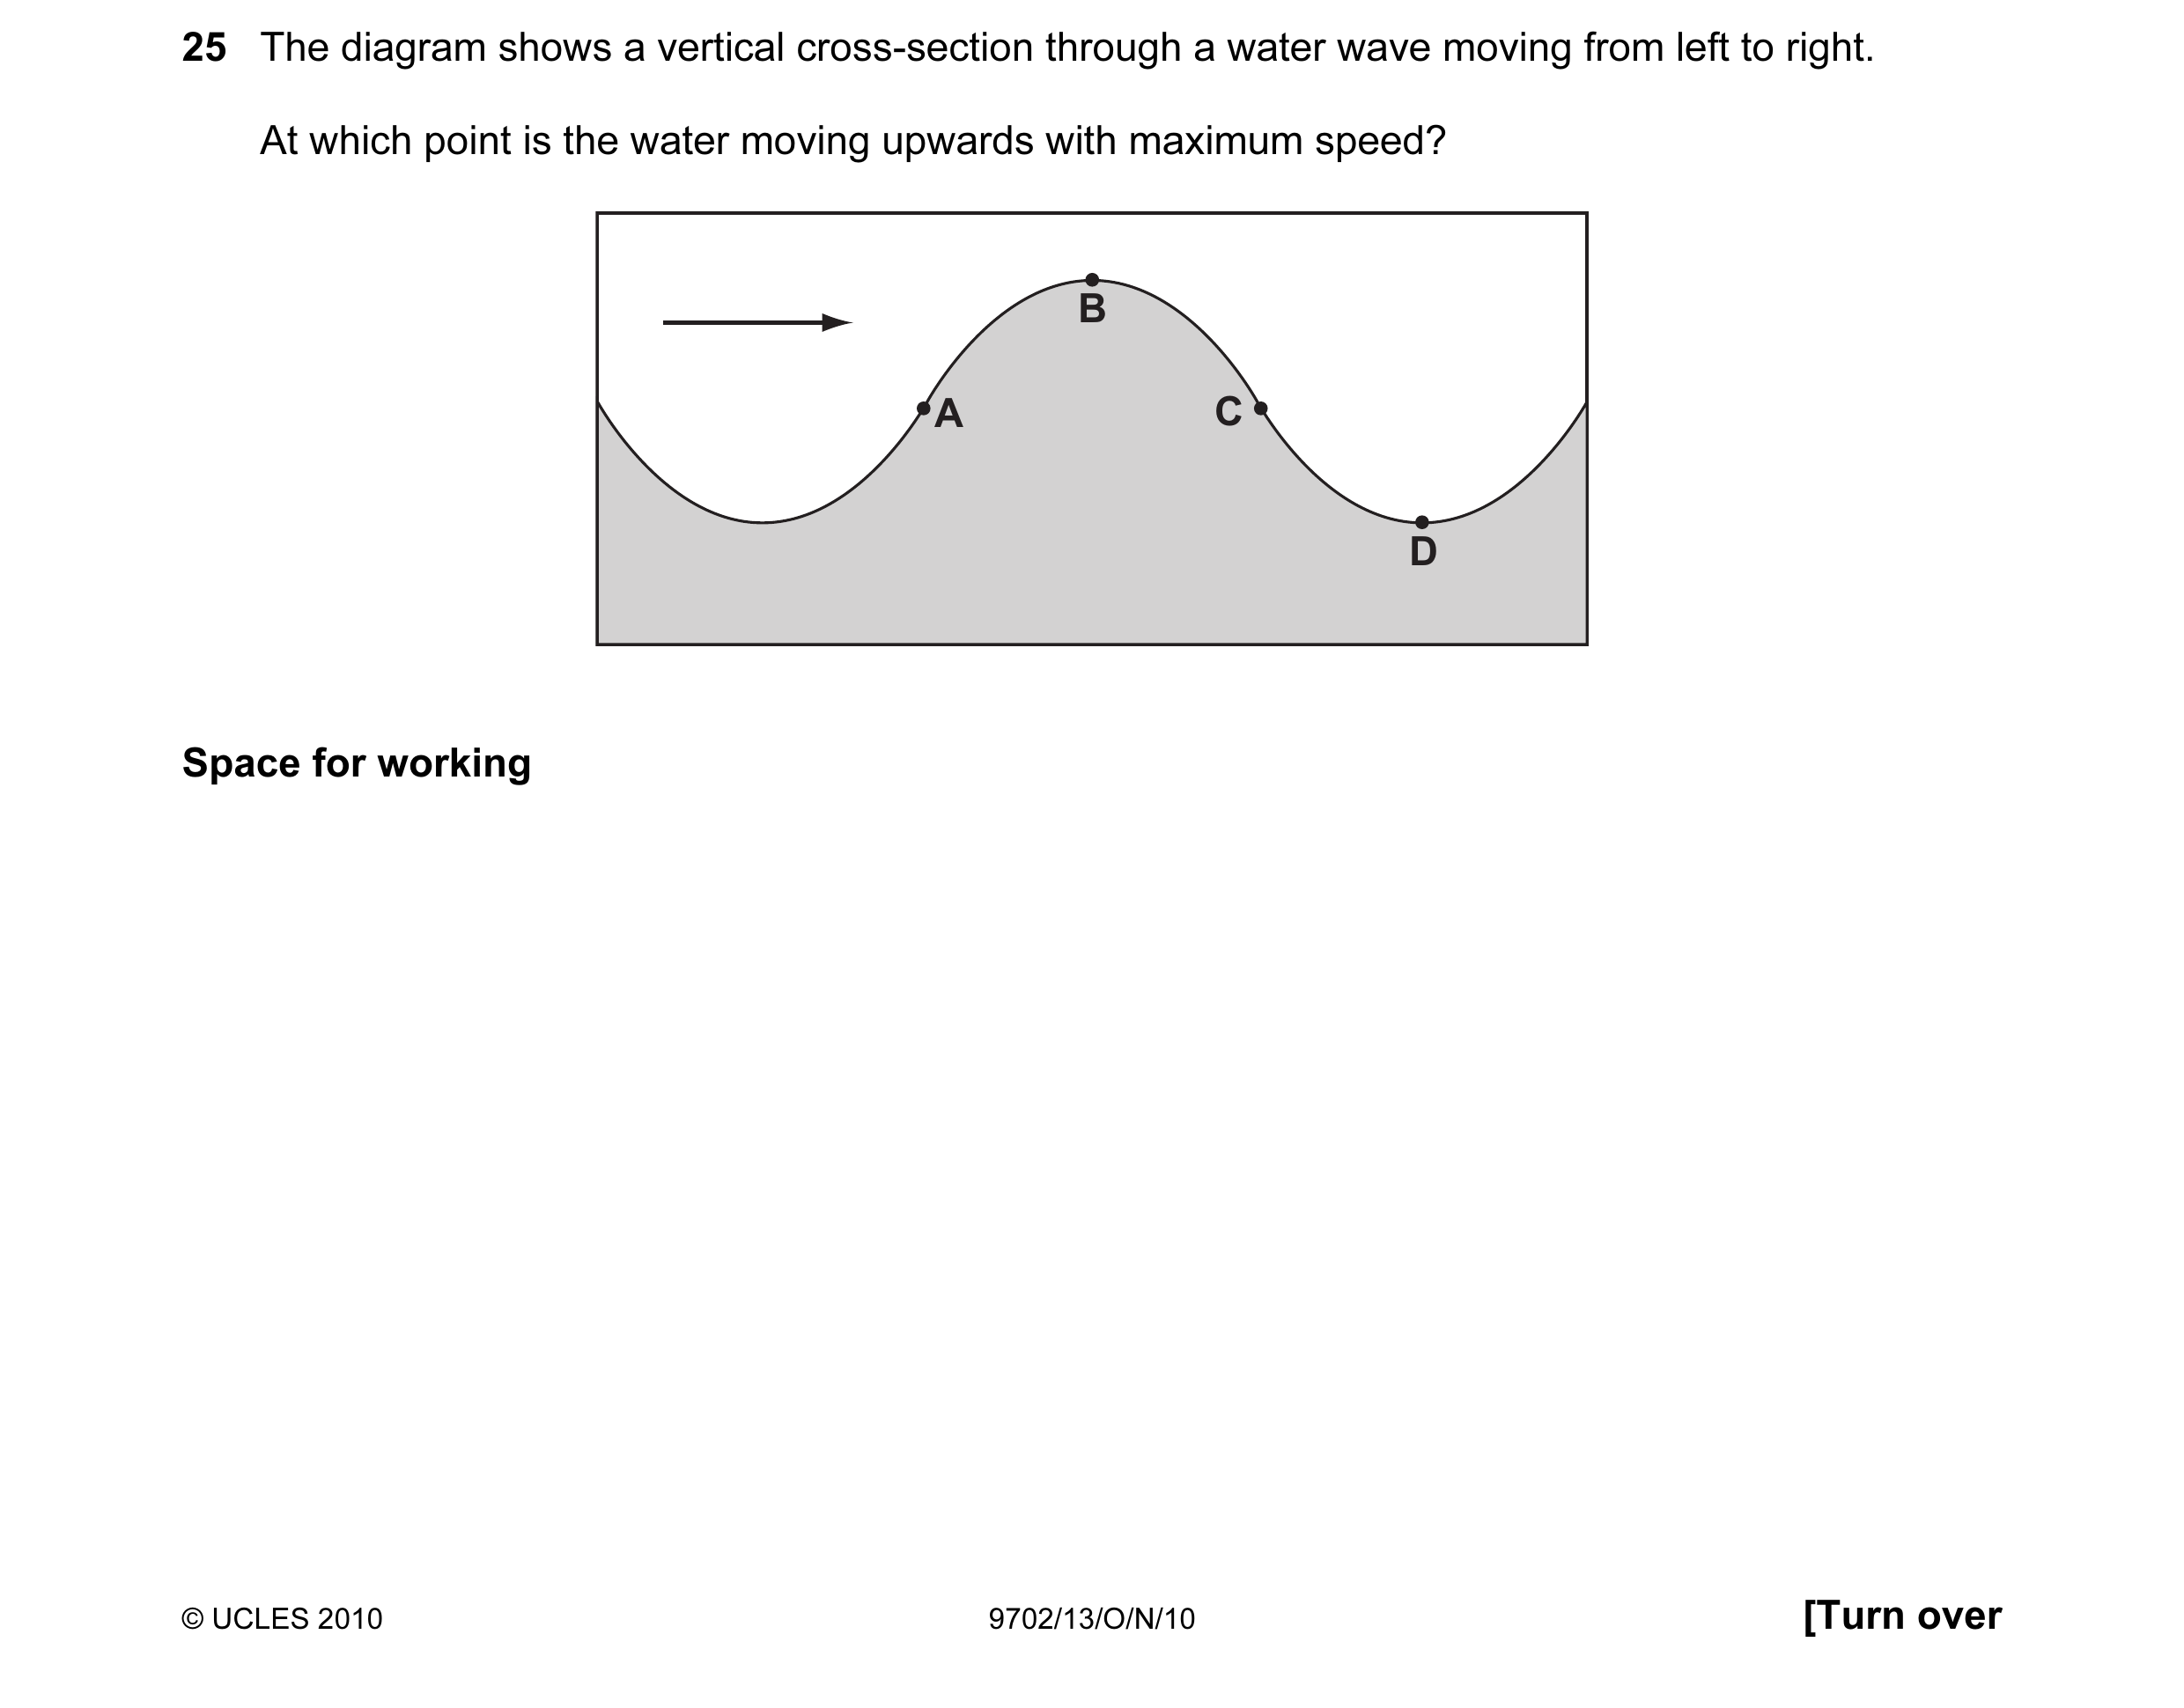 25 The diagram shows a vertical cross-section through a water wave moving from left to right.
At which point is the water moving upwards with maximum speed?
B
A
C
D
Space for working
© UCLES 2010
9702/13/O/N/10
[Turn over